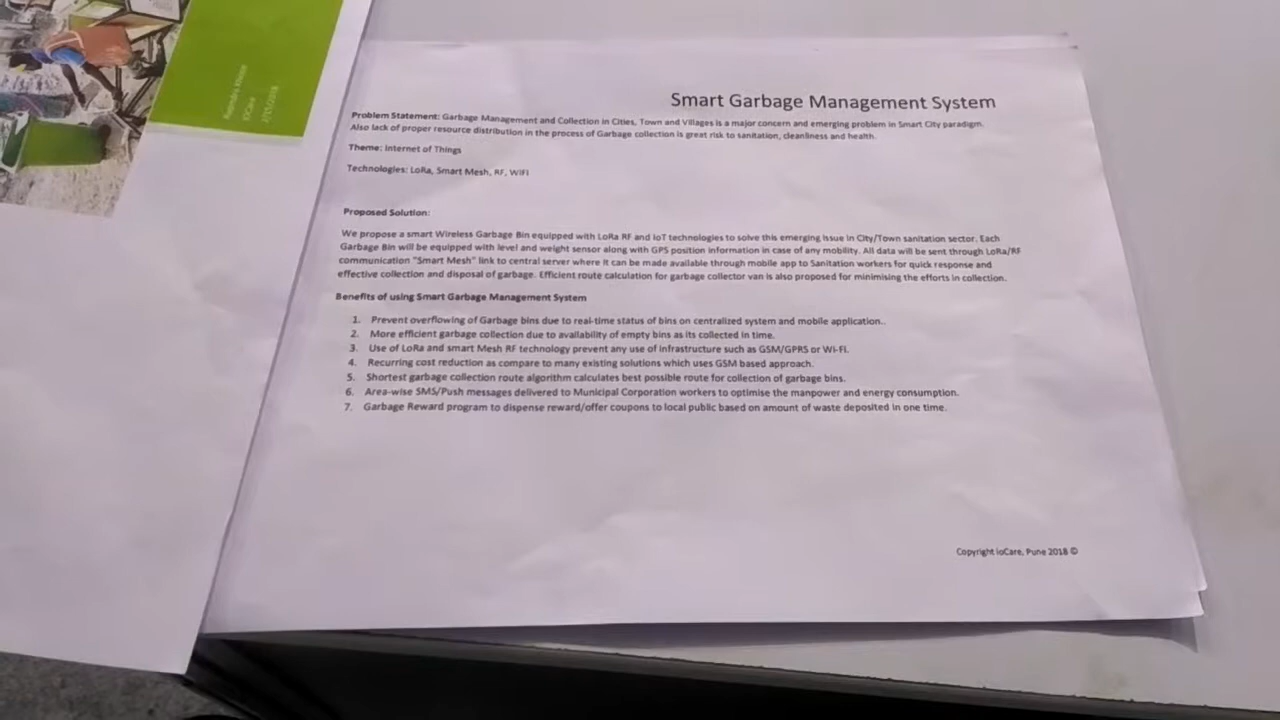 Smart Garbage Management System
Problem Statement: Garbage Management and Collection in Cities, Town and Villages is a major concern and emerging problem in Smart City paradigm.
Also lack of proper resource distribution in the process of Garbage collection is great risk to sanitation, cleanliness and health.
Theme: Internet of Things
Technologies: LoRa, Smart Mesh, RF, WiFi
Proposed Solution:
We propose a smart Wireless Garbage Bin equipped with LoRa RF and IoT technologies to solve this emerging issue in City/Town sanitation sector. Each
Garbage Bin will be equipped with level and weight sensor along with GPS position information in case of any mobility. All data will be sent through LoRa/RF
communication "Smart Mesh" link to central server where it can be made available through mobile app to Sanitation workers for quick response and
effective collection and disposal of garbage. Efficient route calculation for garbage collector van is also proposed for minimising the efforts in collection.
Benefits of using Smart Garbage Management System
1. Prevent overflowing of Garbage bins due to real-time status of bins on centralized system and mobile application..
2. More efficient garbage collection due to availability of empty bins as its collected in time.
3. Use of LoRa and smart Mesh RF technology prevent any use of infrastructure such as GSM/GPRS or Wi-Fi.
4. Recurring cost reduction as compare to many existing solutions which uses GSM based approach.
5. Shortest garbage collection route algorithm calculates best possible route for collection of garbage bins.
6. Area-wise SMS/Push messages delivered to Municipal Corporation workers to optimise the manpower and energy consumption.
7. Garbage Reward program to dispense reward/offer coupons to local public based on amount of waste deposited in one time.
Copyright ioCare, Pune 2018 ©